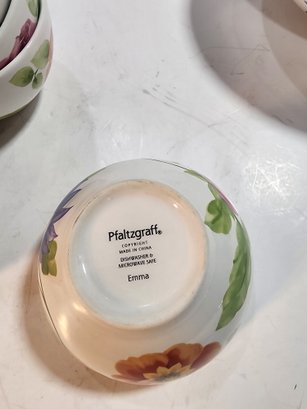 Pfaltzgraff®
COPYRIGHT
MADE IN CHINA
DISHWASHER &
MICROWAVE SAFE
Emma